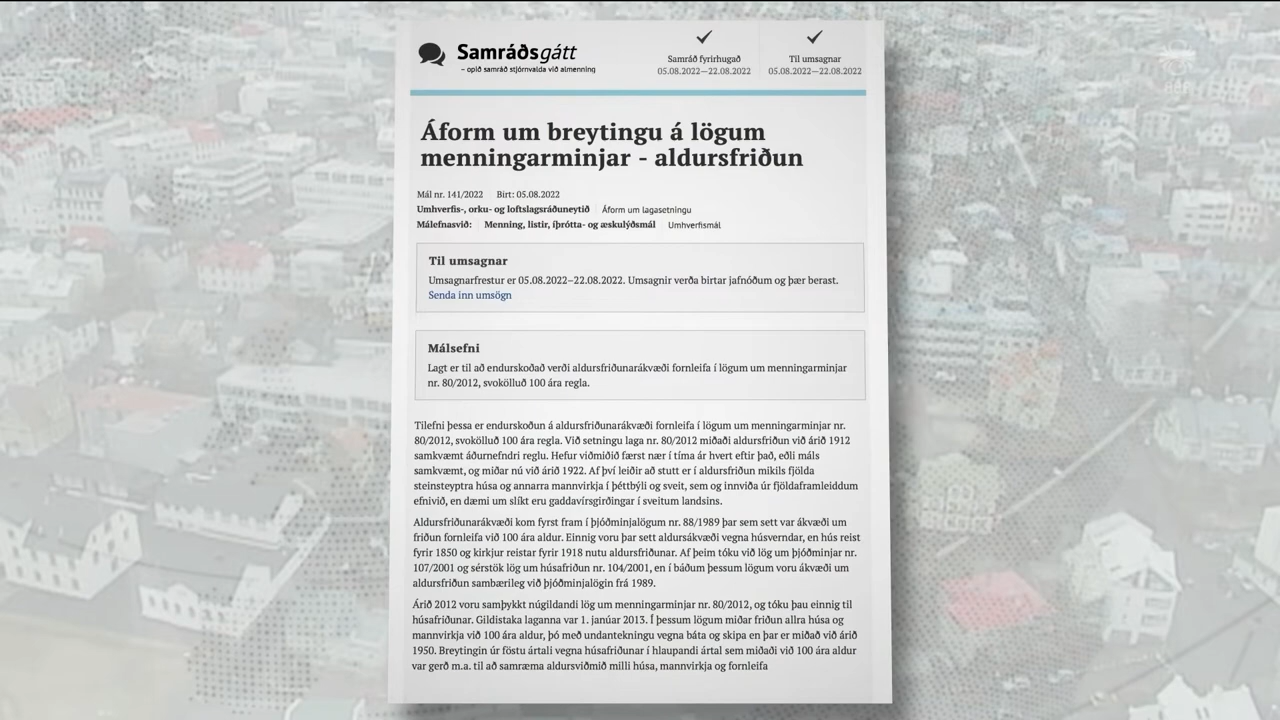 Samráðsgátt
– opið samráð stjórnvalda við almenning
Samráð fyrirhugað
05.08.2022—22.08.2022
Til umsagnar
05.08.2022—22.08.2022
Áform um breytingu á lögum
menningarminjar - aldursfriðun
Mál nr. 141/2022 Birt: 05.08.2022
Umhverfis-, orku- og loftslagsráðuneytið Áform um lagasetningu
Málefnasvið: Menning, listir, íþrótta- og æskulýðsmál Umhverfismál
Til umsagnar
Umsagnarfrestur er 05.08.2022–22.08.2022. Umsagnir verða birtar jafnóðum og þær berast.
Senda inn umsögn
Málsefni
Lagt er til að endurskoðað verði aldursfriðunarákvæði fornleifa í lögum um menningarminjar
nr. 80/2012, svokölluð 100 ára regla.
Tilefni þessa er endurskoðun á aldursfriðunarákvæði fornleifa í lögum um menningarminjar nr.
80/2012, svokölluð 100 ára regla. Við setningu laga nr. 80/2012 miðaði aldursfriðun við árið 1912
samkvæmt áðurnefndri reglu. Hefur viðmiðið færst nær í tíma ár hvert eftir það, eðli máls
samkvæmt, og miðar nú við árið 1922. Af því leiðir að stutt er í aldursfriðun mikils fjölda
steinsteyptra húsa og annarra mannvirkja í þéttbýli og sveit, sem og innviða úr fjöldaframleiddum
efnivið, en dæmi um slíkt eru gaddavírsgirðingar í sveitum landsins.
Aldursfriðunarákvæði kom fyrst fram í þjóðminjalögum nr. 88/1989 þar sem sett var ákvæði um
friðun fornleifa við 100 ára aldur. Einnig voru þar sett aldursákvæði vegna húsverndar, en hús reist
fyrir 1850 og kirkjur reistar fyrir 1918 nutu aldursfriðunar. Af þeim tóku við lög um þjóðminjar nr.
107/2001 og sérstök lög um húsafriðun nr. 104/2001, en í báðum þessum lögum voru ákvæði um
aldursfriðun sambærileg við þjóðminjalögin frá 1989.
Árið 2012 voru samþykkt núgildandi lög um menningarminjar nr. 80/2012, og tóku þau einnig til
húsafriðunar. Gildistaka laganna var 1. janúar 2013. Í þessum lögum miðar friðun allra húsa og
mannvirkja við 100 ára aldur, þó með undantekningu vegna báta og skipa en þar er miðað við árið
1950. Breytingin úr föstu ártali vegna húsafriðunar í hlaupandi ártal sem miðaði við 100 ára aldur
var gerð m.a. til að samræma aldursviðmið milli húsa, mannvirkja og fornleifa